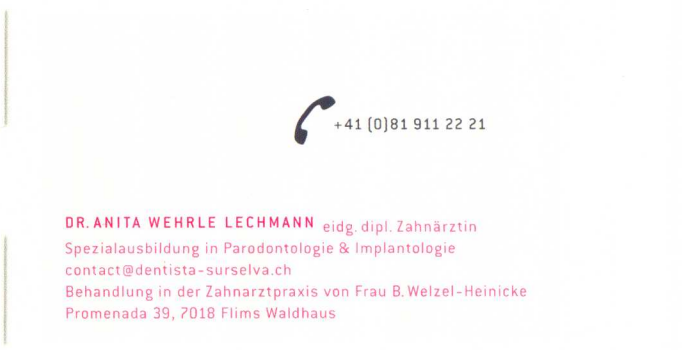 +41 (0)81 911 22 21
DR. ANITA WEHRLE LECHMANN eidg. dipl. Zahnärztin
Spezialausbildung in Parodontologie & Implantologie
contact@dentista-surselva.ch
Behandlung in der Zahnarztpraxis von Frau B. Welzel-Heinicke
Promenada 39, 7018 Flims Waldhaus